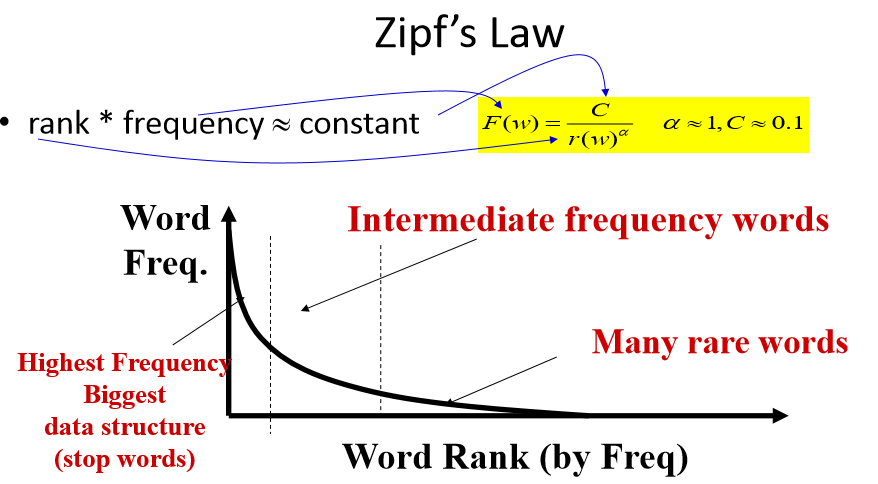 Zipf’s Law
• rank * frequency ≈ constant
F(w) = C / r(w)^α   α ≈ 1, C ≈ 0.1
Word
Freq.
Intermediate frequency words
Many rare words
Highest Frequency
Biggest
data structure
(stop words)
Word Rank (by Freq)